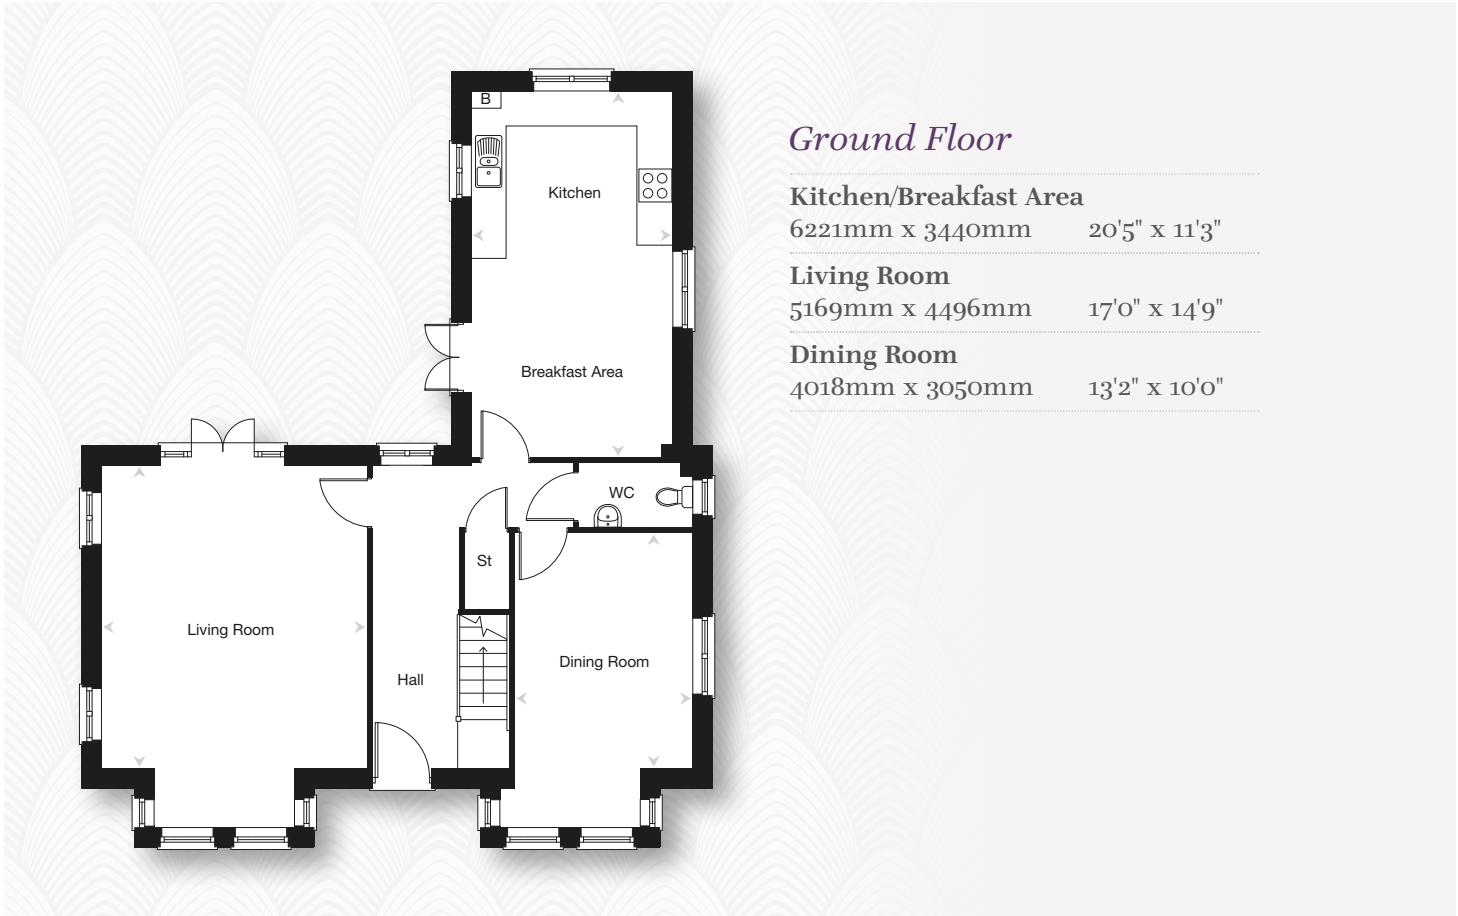 B
Kitchen
Breakfast Area
WC
St
Living Room
Dining Room
Hall
Ground Floor
Kitchen/Breakfast Area
6221mm x 3440mm 20'5" x 11'3"
Living Room
5169mm x 4496mm 17'0" x 14'9"
Dining Room
4018mm x 3050mm 13'2" x 10'0"